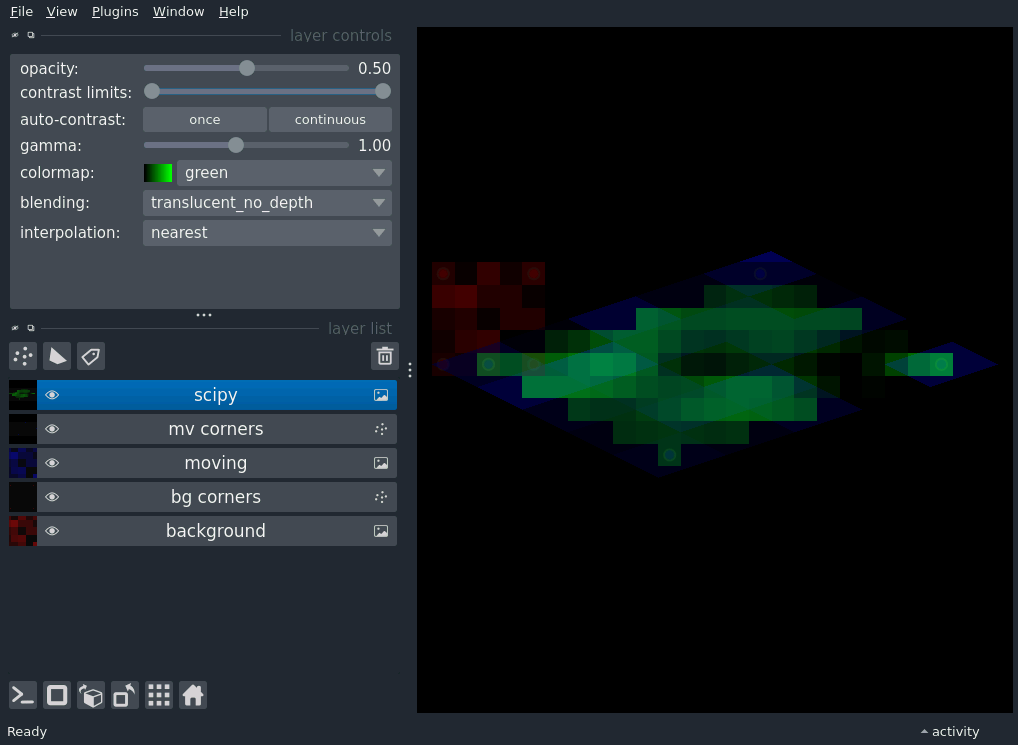 File View Plugins Window Help
layer controls
opacity: 0.50
contrast limits:
auto-contrast: once continuous
gamma: 1.00
colormap: green
blending: translucent_no_depth
interpolation: nearest
layer list
scipy
mv corners
moving
bg corners
background
Ready activity